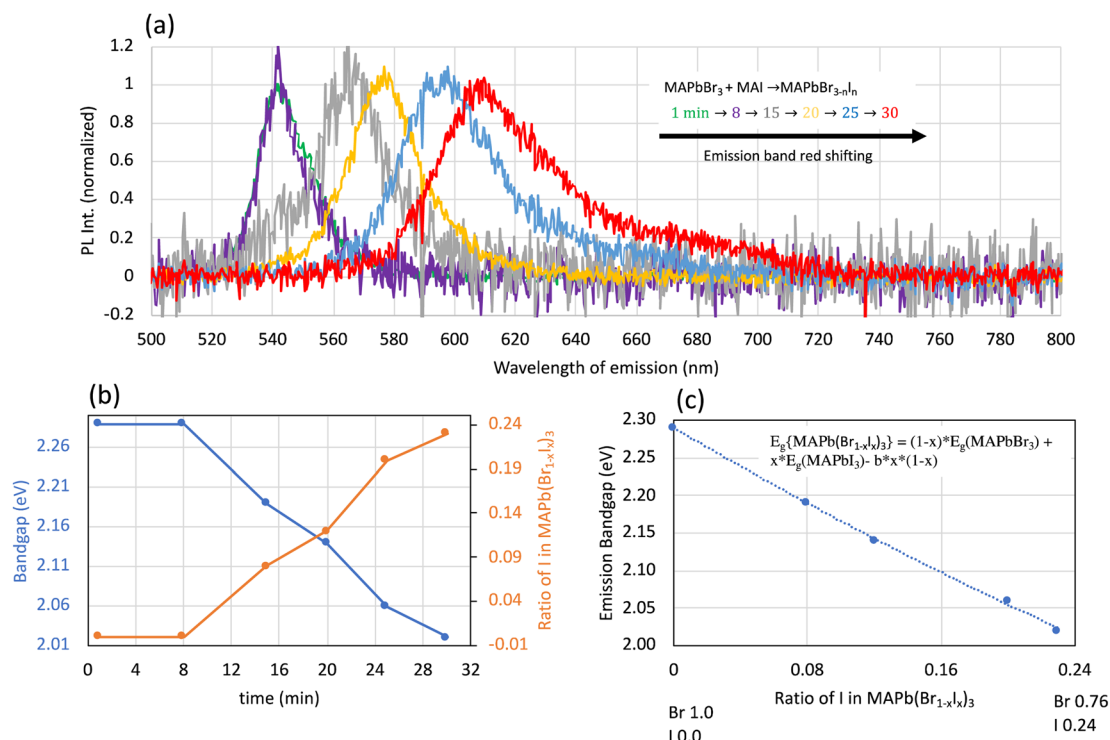 (a)
1.2
1
0.8
0.6
0.4
0.2
0
-0.2
PL Int. (normalized)
MAPbBr₃ + MAI →MAPbBr₃₋ₙIₙ
1 min → 8 → 15 → 20 → 25 → 30
Emission band red shifting
500 520 540 560 580 600 620 640 660 680 700 720 740 760 780 800
Wavelength of emission (nm)
(b)
2.26
2.21
2.16
2.11
2.06
2.01
Bandgap (eV)
0.24
0.19
0.14
0.09
0.04
-0.01
Ratio of I in MAPb(Br₁₋ₓIₓ)₃
0 4 8 12 16 20 24 28 32
time (min)
(c)
2.30
2.25
2.20
2.15
2.10
2.05
2.00
Emission Bandgap (eV)
E_g{MAPb(Br₁₋ₓIₓ)₃} = (1-x)*E_g(MAPbBr₃) +
x*E_g(MAPbI₃)- b*x*(1-x)
0 0.08 0.16 0.24
Ratio of I in MAPb(Br₁₋ₓIₓ)₃
Br 1.0
I 0.0
Br 0.76
I 0.24